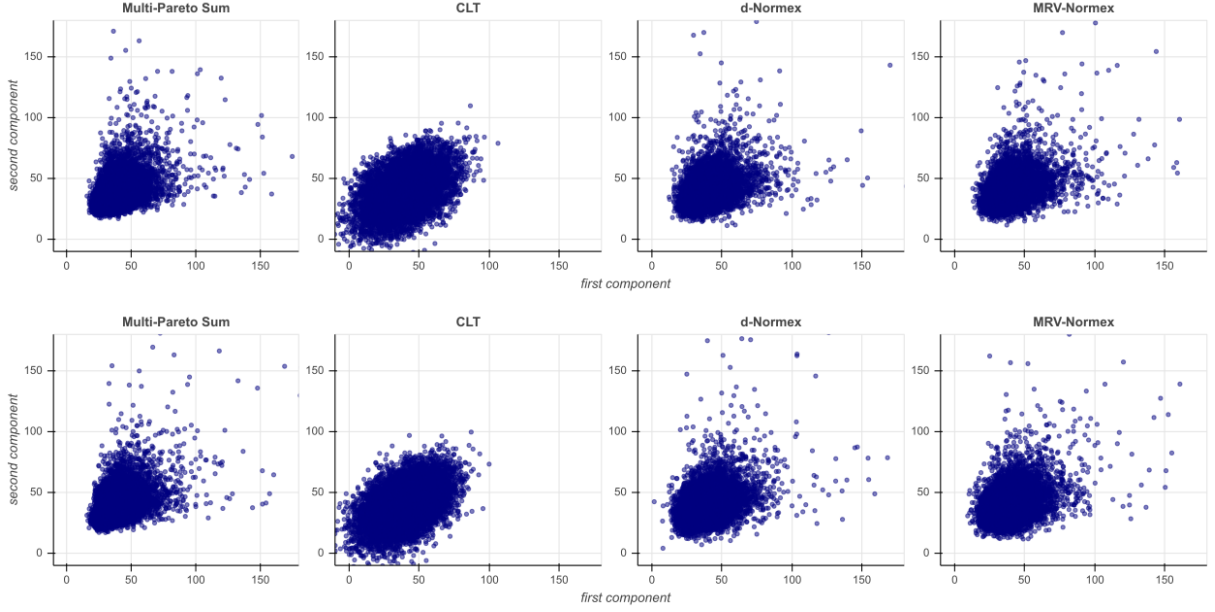 Multi-Pareto Sum CLT d-Normex MRV-Normex
150
100
50
0
second component
0 50 100 150 0 50 100 150 0 50 100 150 0 50 100 150
first component
Multi-Pareto Sum CLT d-Normex MRV-Normex
150
100
50
0
second component
0 50 100 150 0 50 100 150 0 50 100 150 0 50 100 150
first component